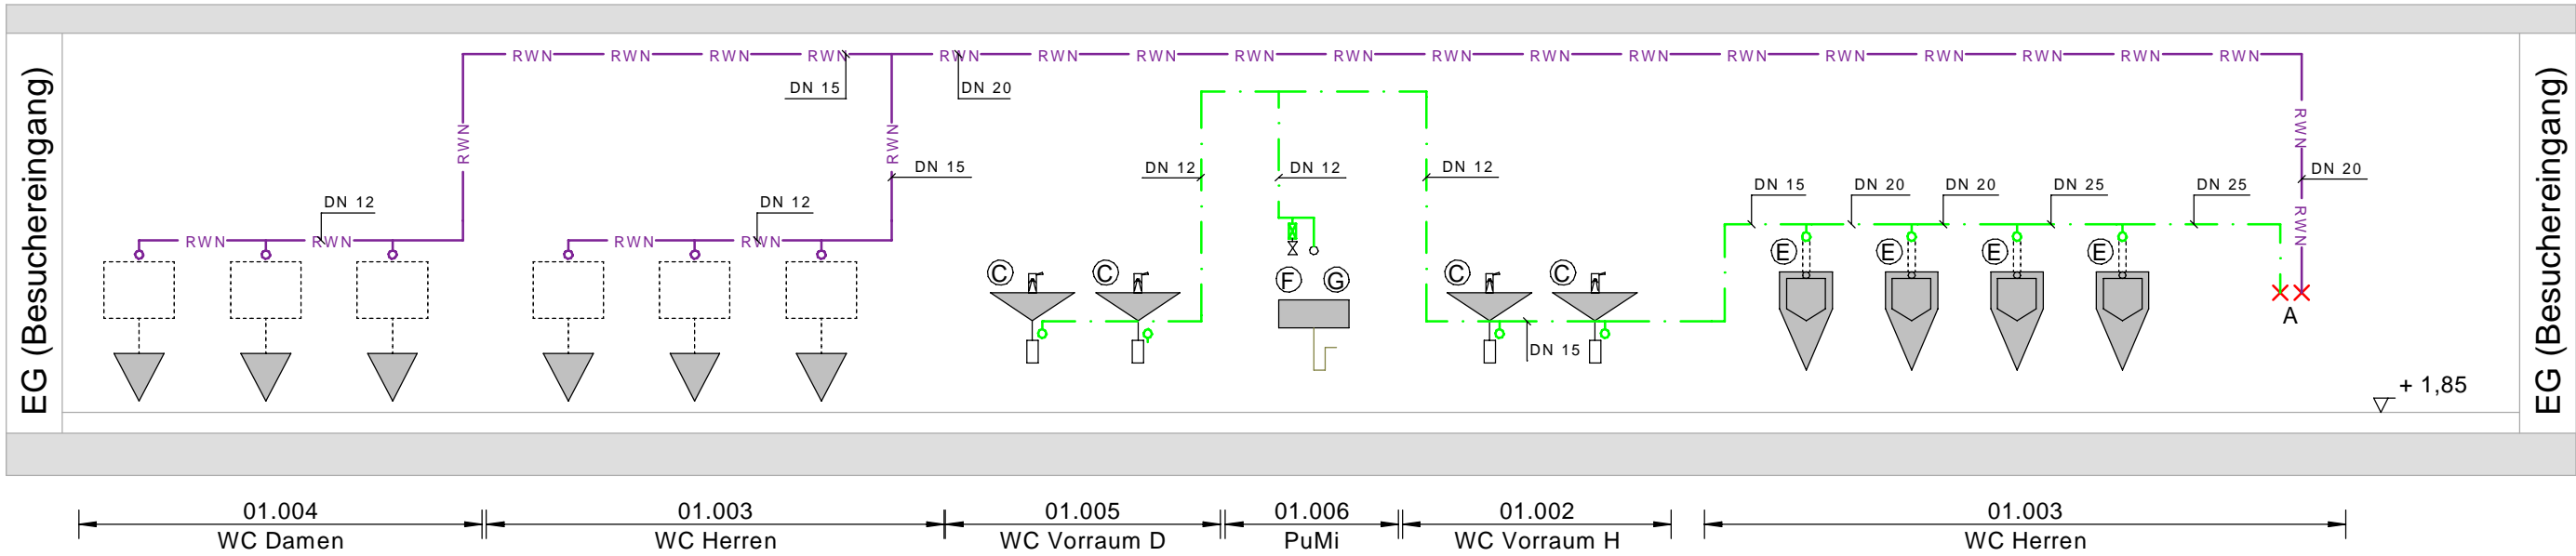 EG (Besuchereingang)
RWN RWN RWN RWN RWN RWN RWN RWN RWN RWN RWN RWN RWN RWN RWN RWN RWN RWN
DN 15
DN 20
RWN
RWN
RWN
DN 15
DN 12
DN 12
DN 12
DN 20
DN 12
DN 12
DN 15
DN 20
DN 20
DN 25
DN 25
RWN
RWN RWN
RWN RWN
C
C
F
G
C
C
E
E
E
E
A
DN 15
+ 1,85
EG (Besuchereingang)
01.004
WC Damen
01.003
WC Herren
01.005
WC Vorraum D
01.006
PuMi
01.002
WC Vorraum H
01.003
WC Herren